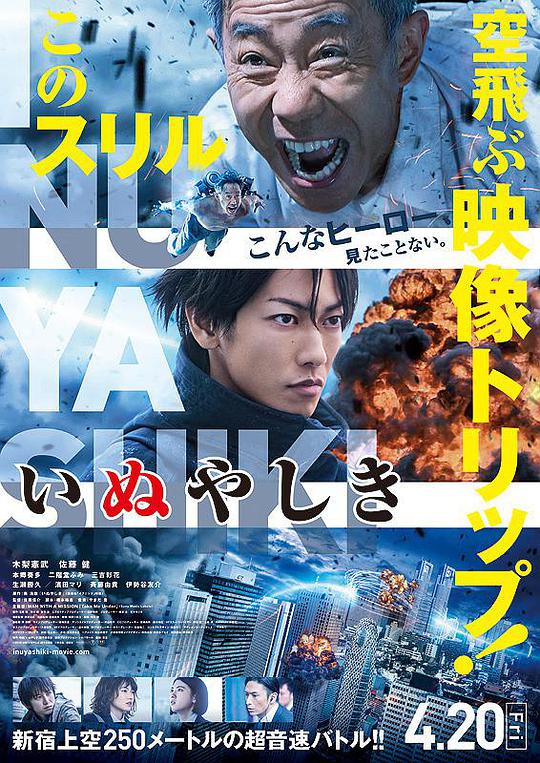 空飛ぶ映像トリップ!
このスリル
こんなヒーロー
見たことない。
INU
YA
SHIKI
いぬやしき
木梨憲武 佐藤 健
本郷奏多 二階堂ふみ 三吉彩花
生瀬勝久／濱田マリ 斉藤由貴 伊勢谷友介
inuyashiki-movie.com
新宿上空250メートルの超音速バトル!!
4.20 Fri